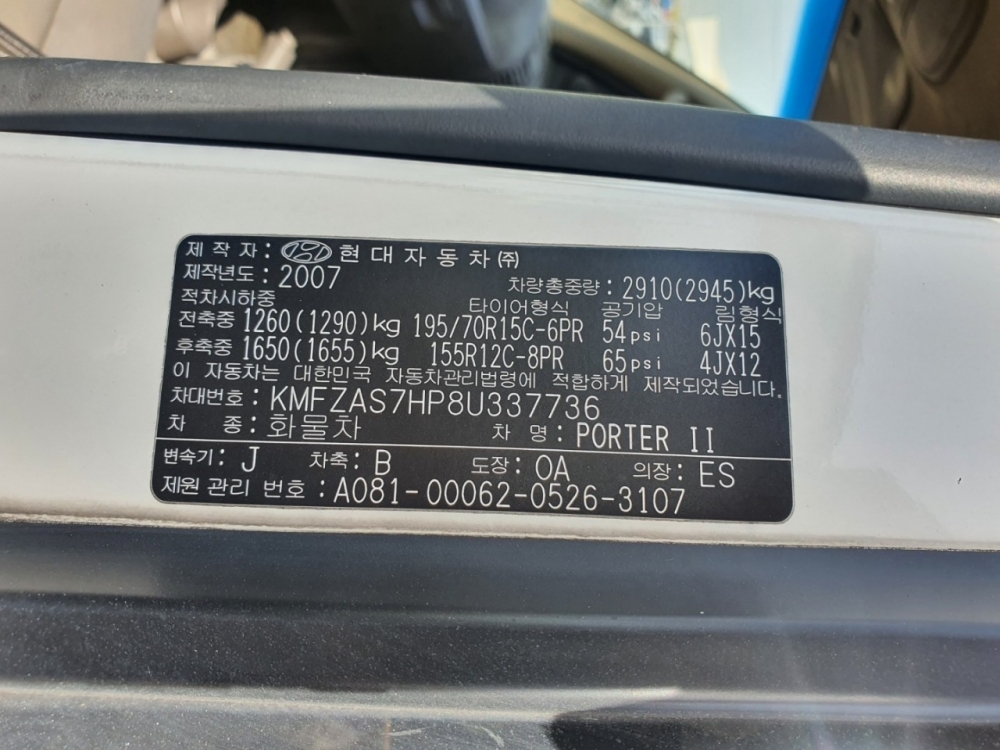 제 작 자 : 현 대 자 동 차 ㈜
제작년도 : 2007 차량총중량 : 2910(2945)kg
적차시하중 타이어형식 공기압 림형식
전축중 1260(1290)kg 195/70R15C-6PR 54psi 6JX15
후축중 1650(1655)kg 155R12C-8PR 65psi 4JX12
이 자동차는 대한민국 자동차관리법령에 적합하게 제작되었습니다.
차대번호 : KMFZAS7HP8U337736
차 종 : 화물차 차 명 : PORTER II
변속기 : J 차축 : B 도장 : OA 의장 : ES
제원 관리 번호 : A081-00062-0526-3107